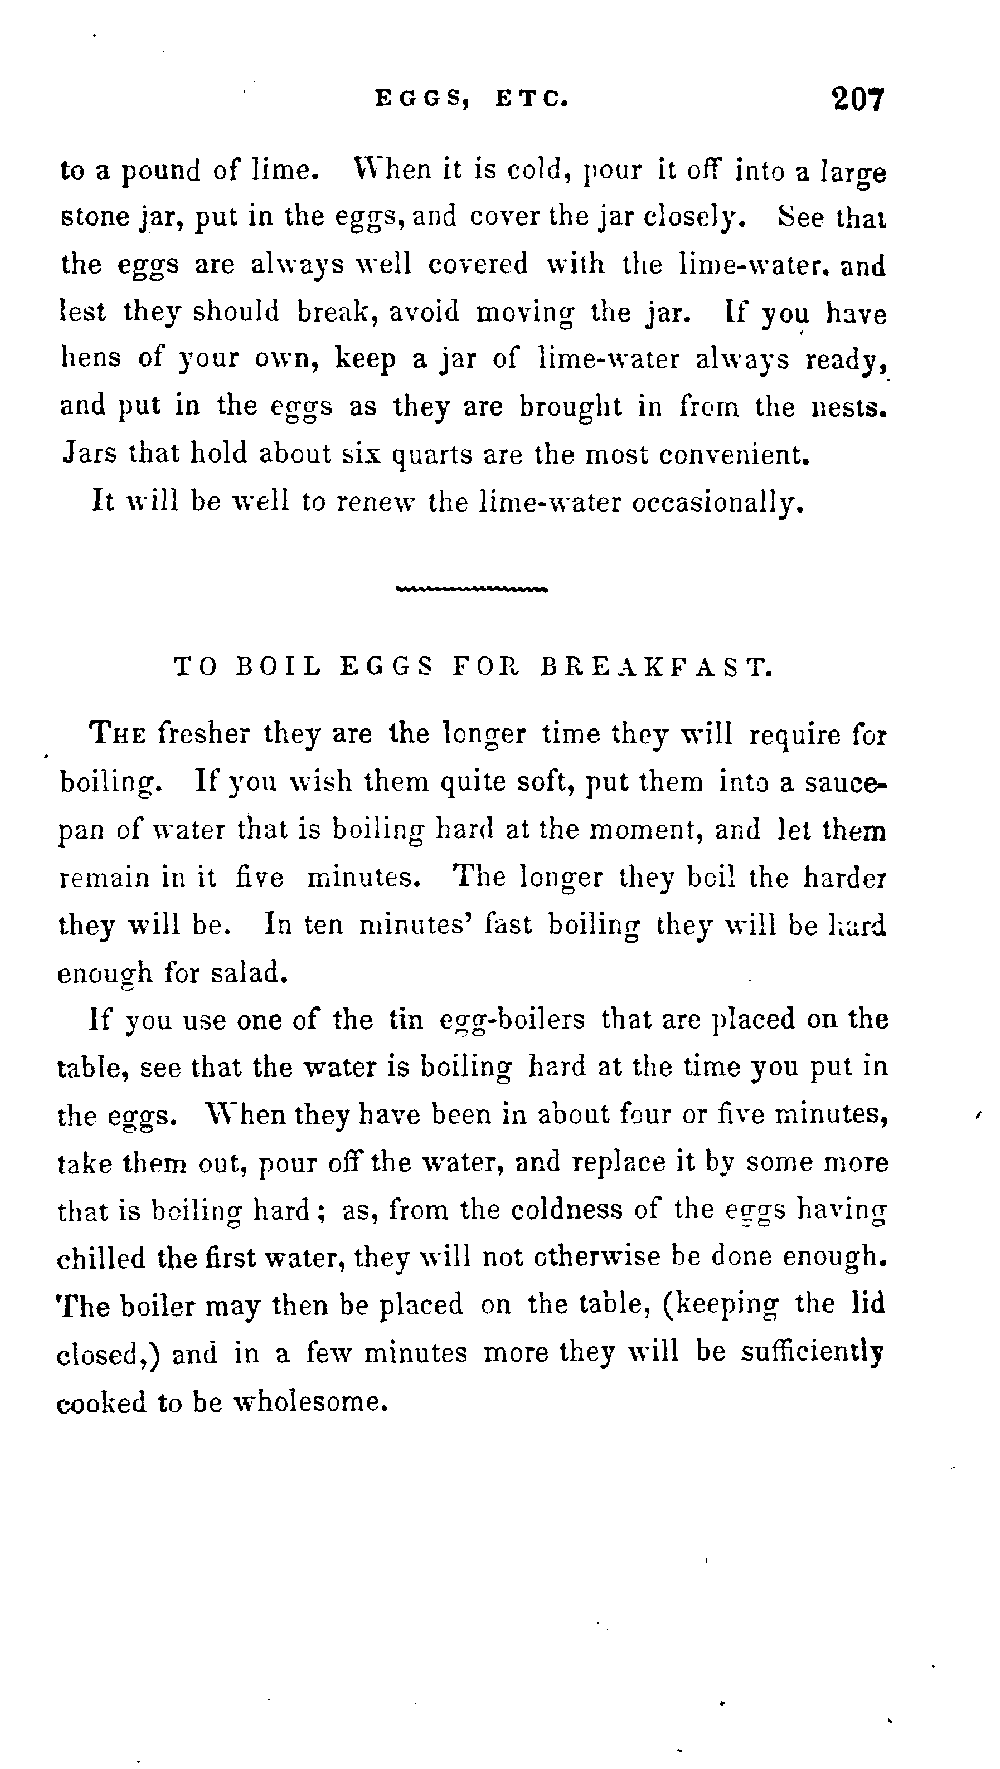 EGGS, ETC. 207
to a pound of lime. When it is cold, pour it off into a large
stone jar, put in the eggs, and cover the jar closely. See that
the eggs are always well covered with the lime-water, and
lest they should break, avoid moving the jar. If you have
hens of your own, keep a jar of lime-water always ready,
and put in the eggs as they are brought in from the nests.
Jars that hold about six quarts are the most convenient.
It will be well to renew the lime-water occasionally.
TO BOIL EGGS FOR BREAKFAST.
THE fresher they are the longer time they will require for
boiling. If you wish them quite soft, put them into a sauce-
pan of water that is boiling hard at the moment, and let them
remain in it five minutes. The longer they boil the harder
they will be. In ten minutes' fast boiling they will be hard
enough for salad.
If you use one of the tin egg-boilers that are placed on the
table, see that the water is boiling hard at the time you put in
the eggs. When they have been in about four or five minutes,
take them out, pour off the water, and replace it by some more
that is boiling hard; as, from the coldness of the eggs having
chilled the first water, they will not otherwise be done enough.
The boiler may then be placed on the table, (keeping the lid
closed,) and in a few minutes more they will be sufficiently
cooked to be wholesome.